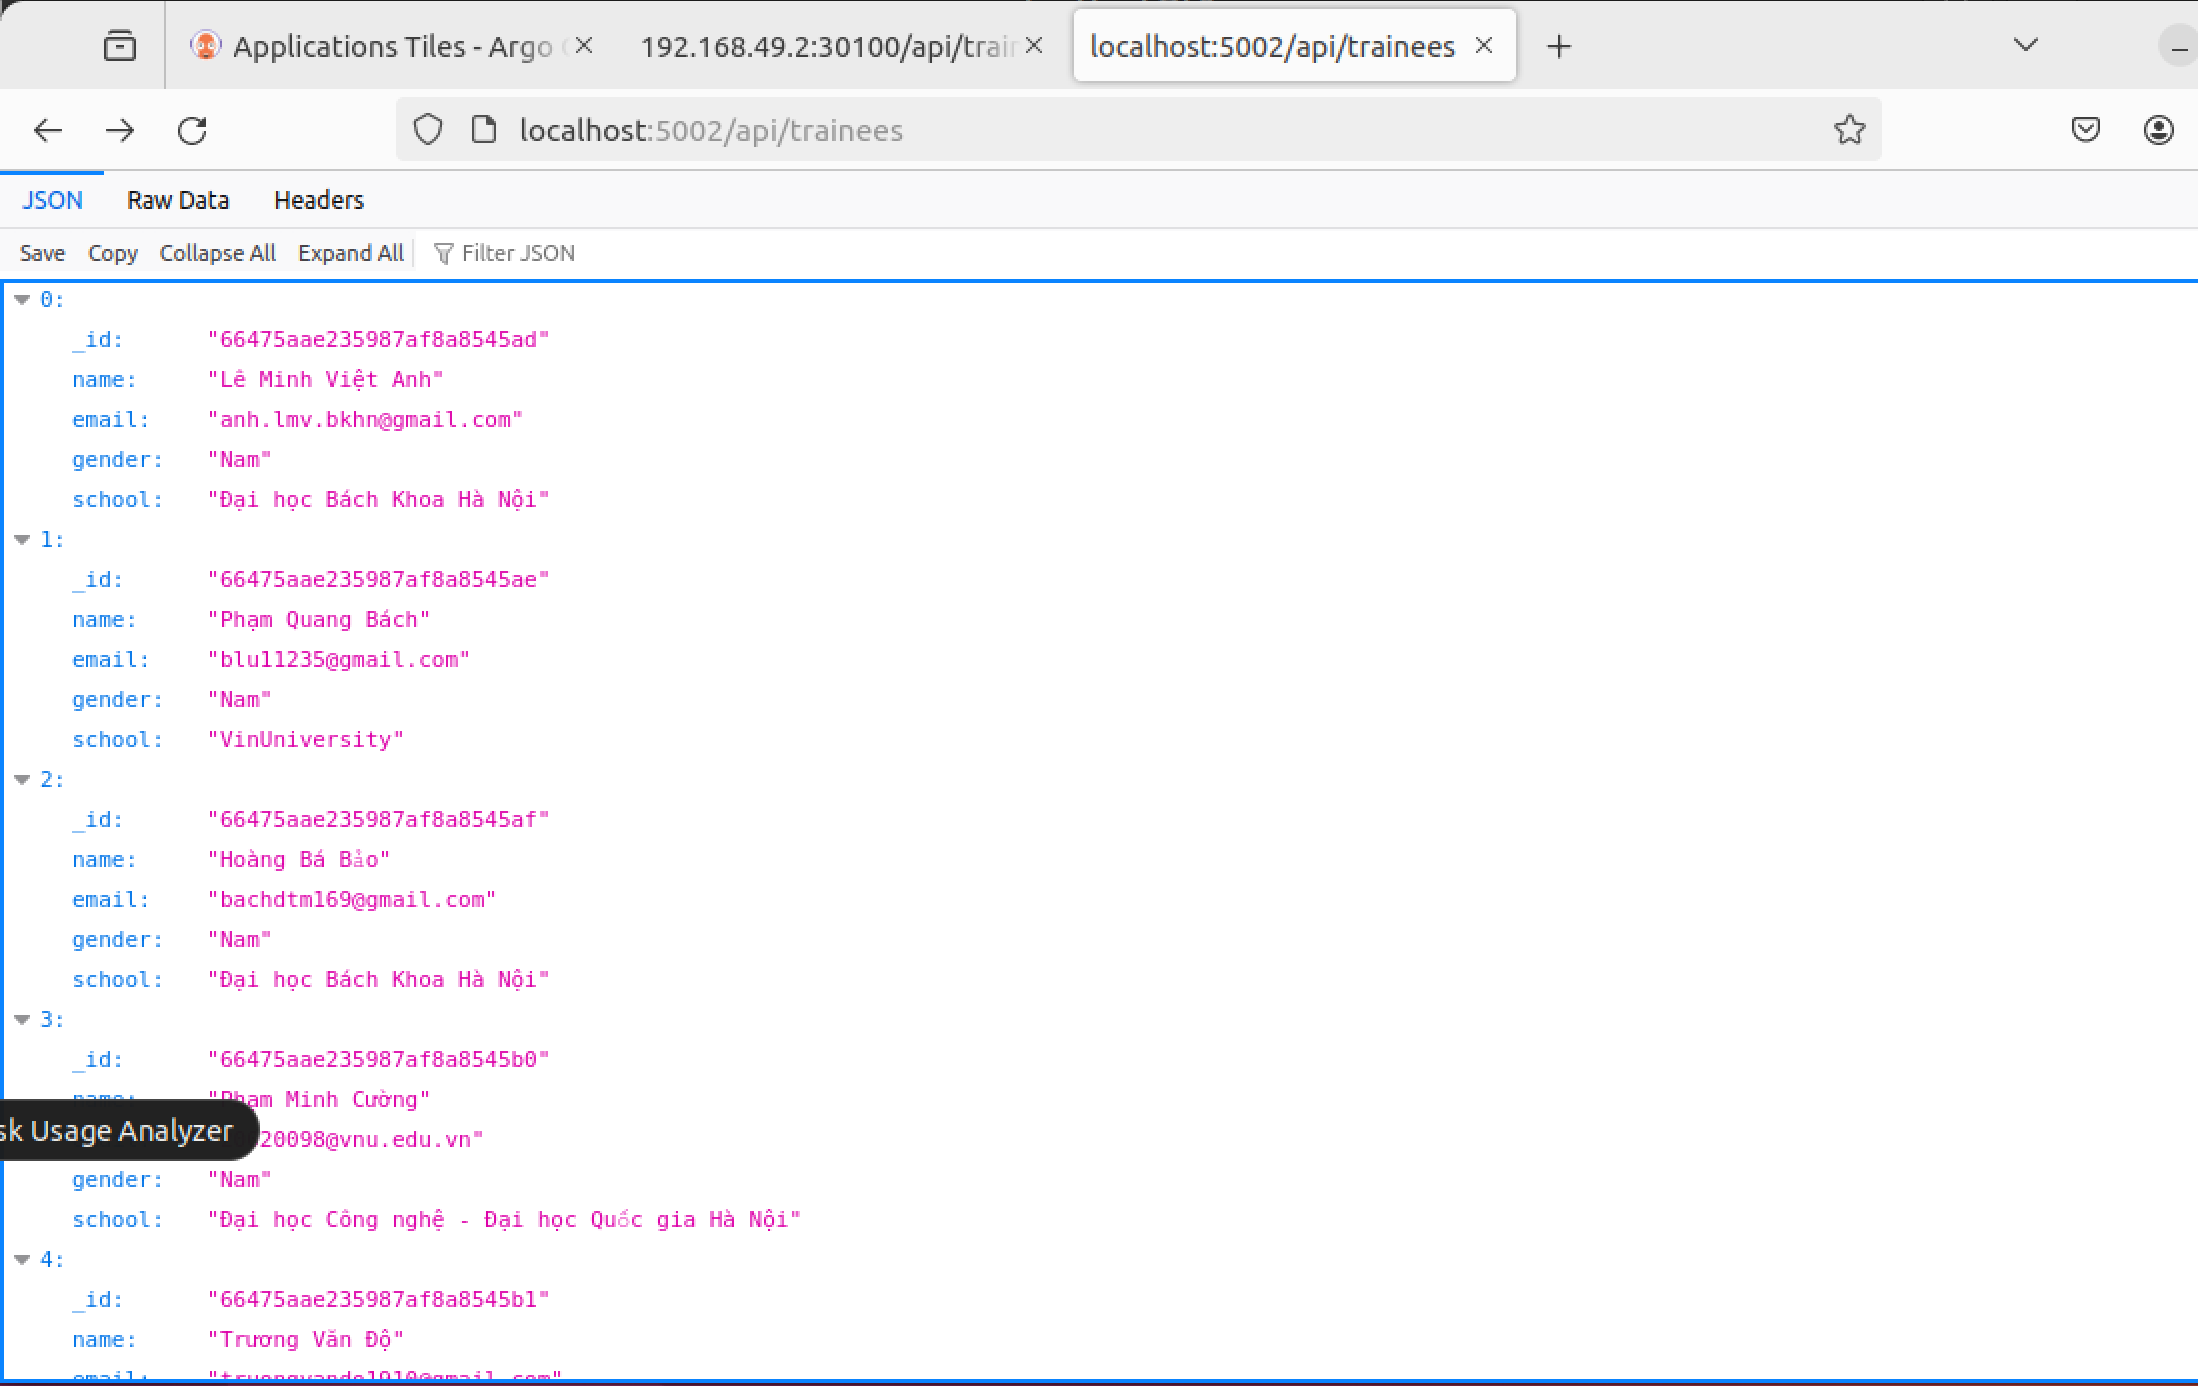 Applications Tiles - Argo
192.168.49.2:30100/api/trai
localhost:5002/api/trainees
localhost:5002/api/trainees
JSON Raw Data Headers
Save Copy Collapse All Expand All Filter JSON
0:
_id: "66475aae235987af8a8545ad"
name: "Lê Minh Việt Anh"
email: "anh.lmv.bkhn@gmail.com"
gender: "Nam"
school: "Đại học Bách Khoa Hà Nội"
1:
_id: "66475aae235987af8a8545ae"
name: "Phạm Quang Bách"
email: "blu11235@gmail.com"
gender: "Nam"
school: "VinUniversity"
2:
_id: "66475aae235987af8a8545af"
name: "Hoàng Bá Bảo"
email: "bachdtm169@gmail.com"
gender: "Nam"
school: "Đại học Bách Khoa Hà Nội"
3:
_id: "66475aae235987af8a8545b0"
name: "Phạm Minh Cường"
sk Usage Analyzer
20098@vnu.edu.vn"
gender: "Nam"
school: "Đại học Công nghệ - Đại học Quốc gia Hà Nội"
4:
_id: "66475aae235987af8a8545b1"
name: "Trương Văn Độ"
email: "truongvando1910@gmail.com"